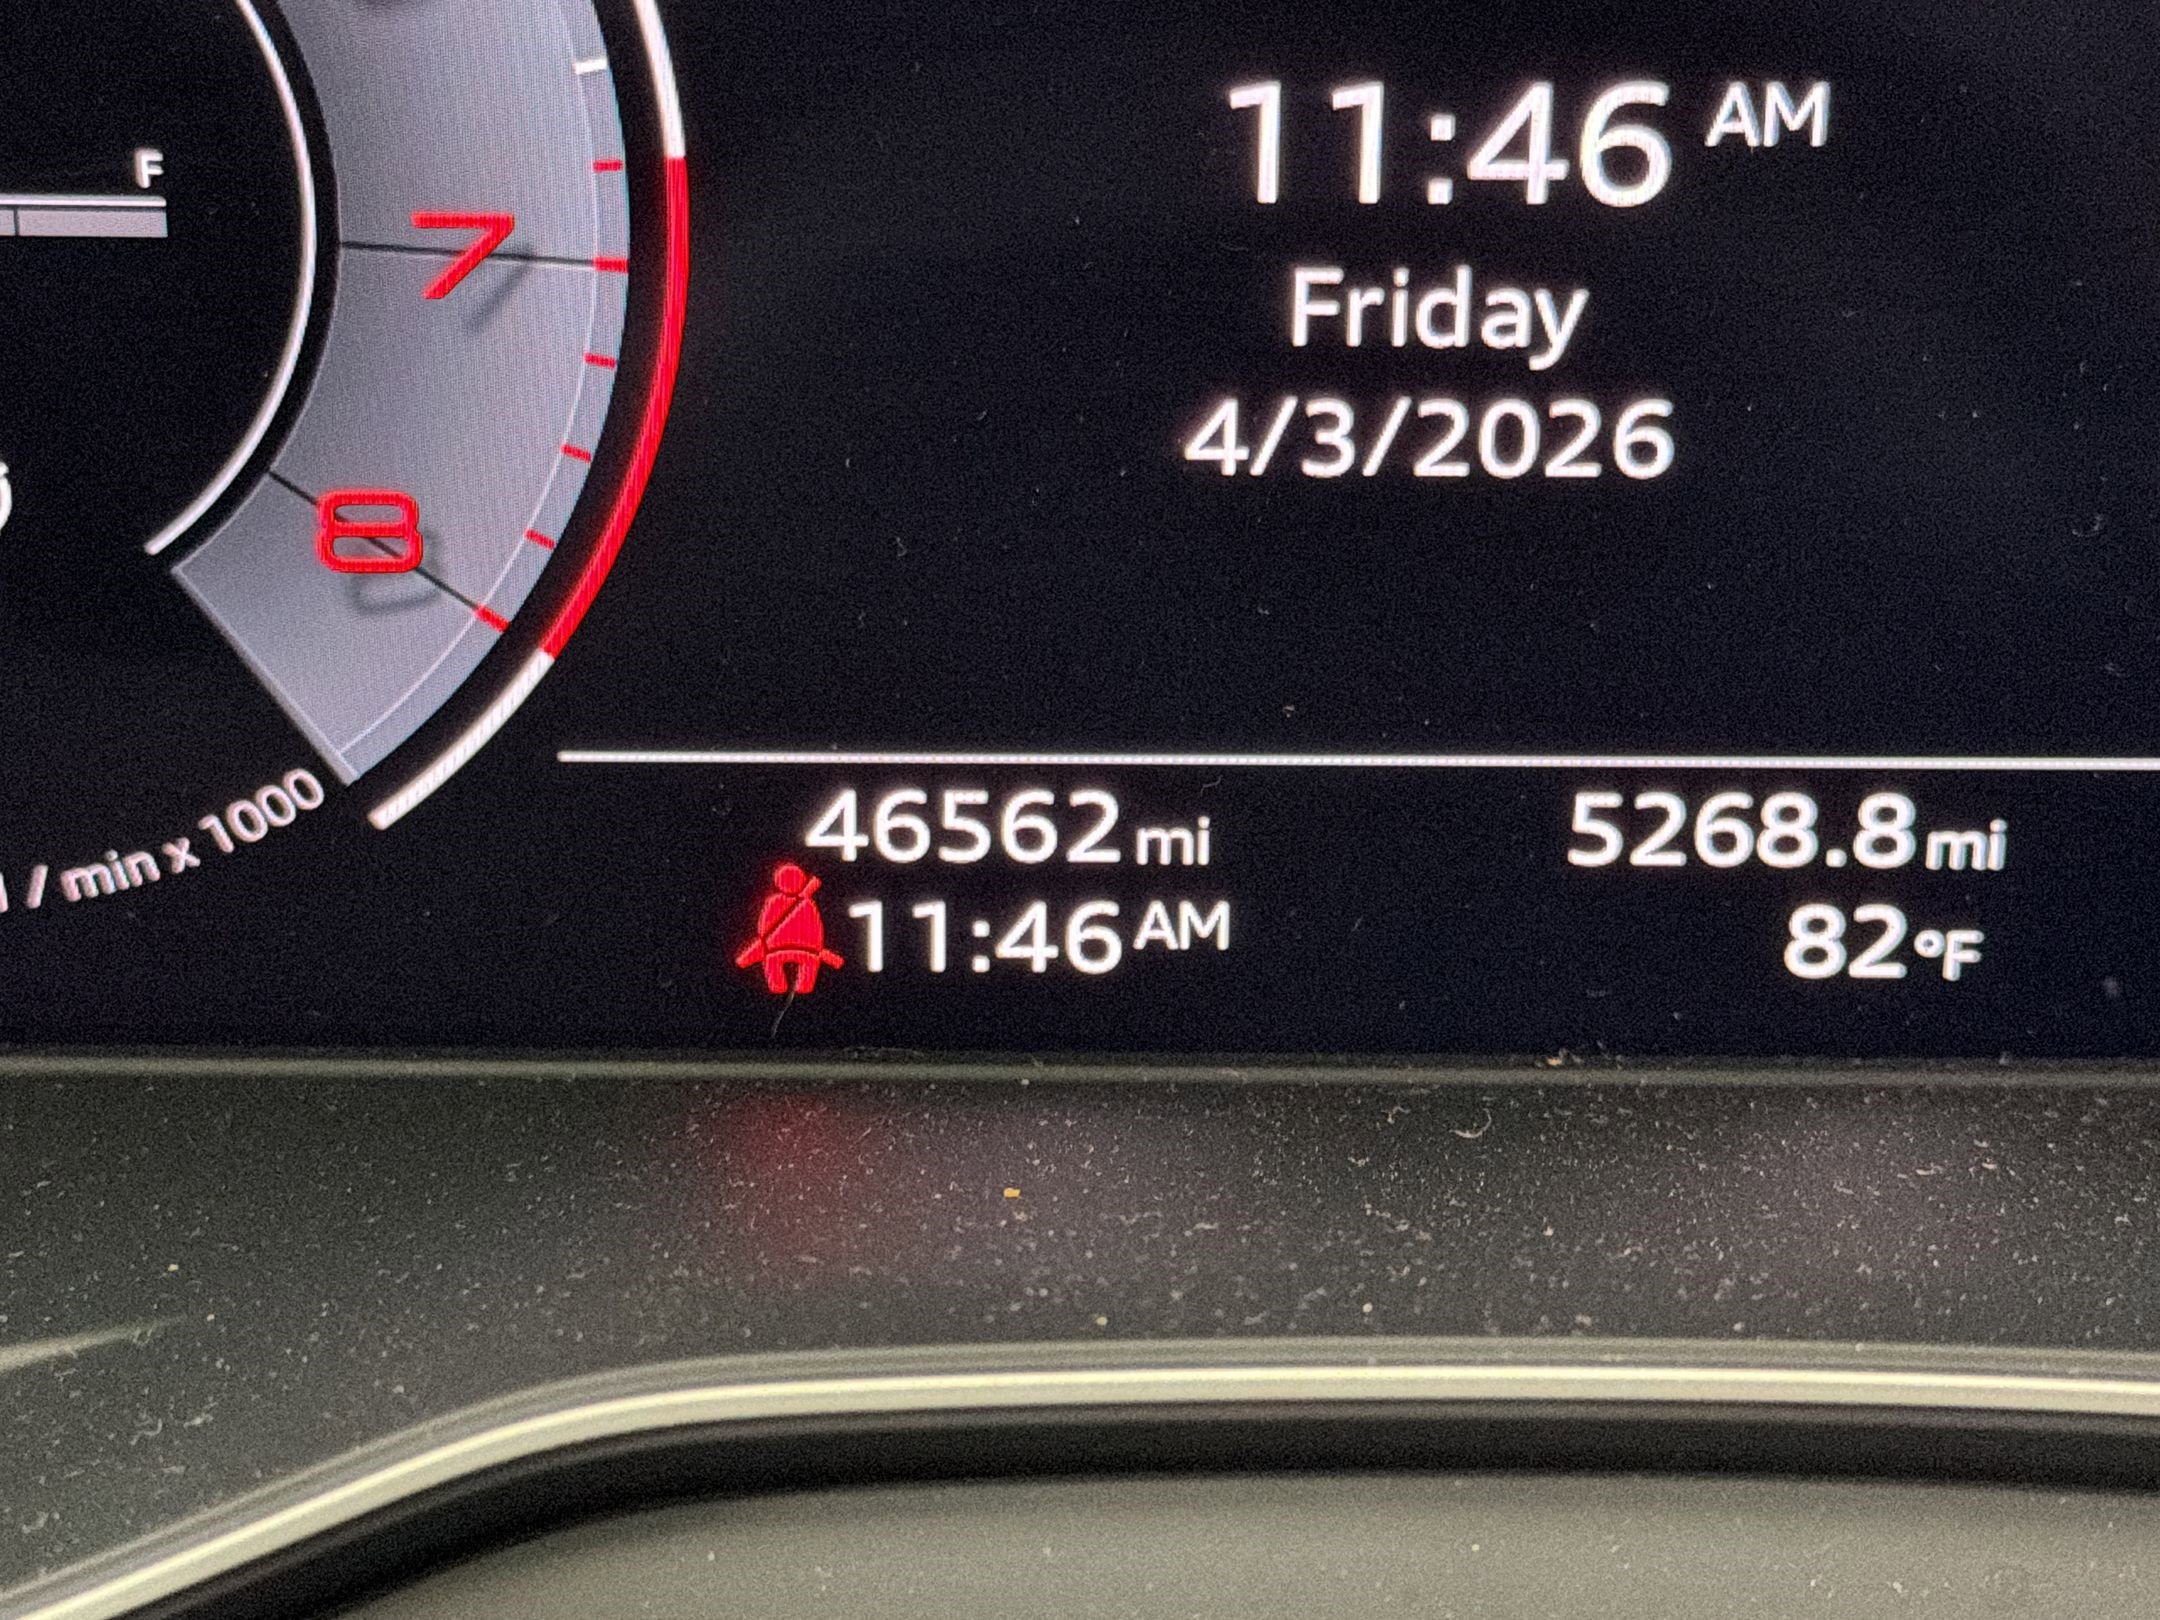 F
7
8
/ min x 1000
11:46 AM
Friday
4/3/2026
46562 mi
5268.8 mi
11:46 AM
82 °F